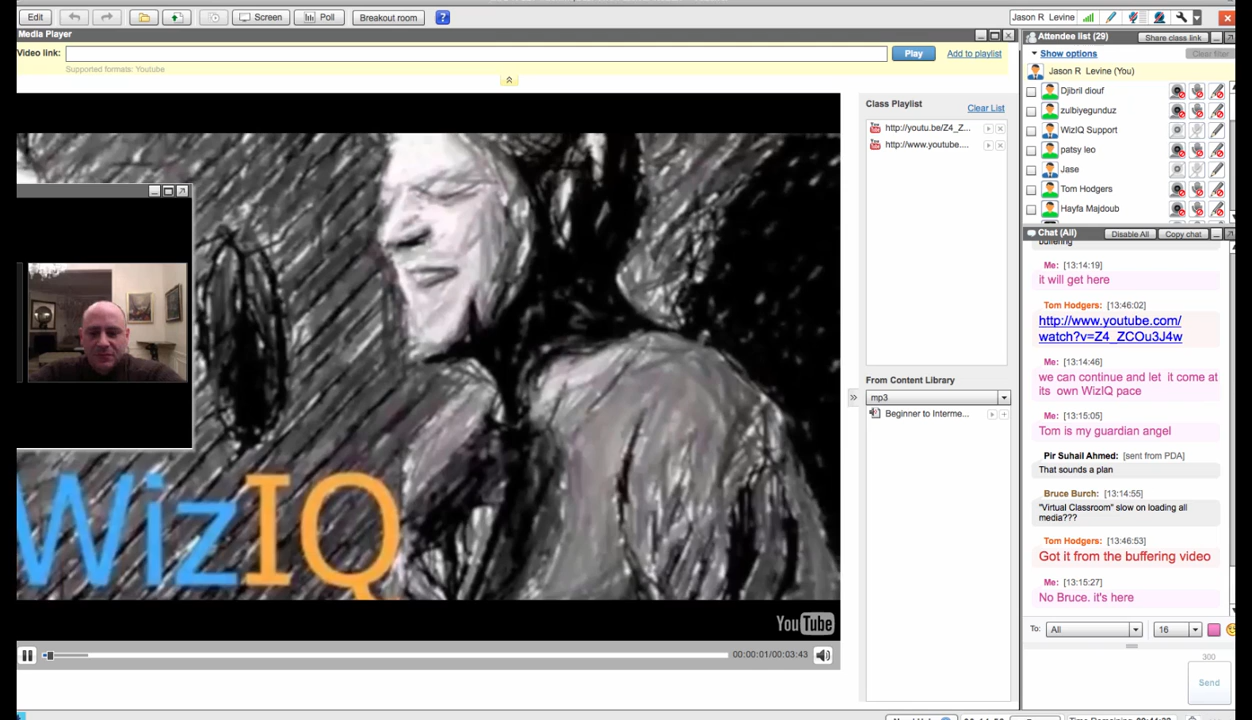 Edit
Screen
Poll
Breakout room
?
Jason R Levine
Media Player
Video link:
Play
Add to playlist
Supported formats: Youtube
Class Playlist
Clear List
http://youtu.be/Z4_Z...
http://www.youtube....
From Content Library
mp3
Beginner to Interme...
WizIQ
YouTube
00:00:01/00:03:43
Attendee list (29)
Share class link
Show options
Clear filter
Jason R Levine (You)
Djibril diouf
zulbiyegunduz
WizIQ Support
patsy leo
Jase
Tom Hodgers
Hayfa Majdoub
Chat (All)
Disable All
Copy chat
buffering
Me: [13:14:19]
it will get here
Tom Hodgers: [13:46:02]
http://www.youtube.com/
watch?v=Z4_ZCOu3J4w
Me: [13:14:46]
we can continue and let it come at
its own WizIQ pace
Me: [13:15:05]
Tom is my guardian angel
Pir Suhail Ahmed: [sent from PDA]
That sounds a plan
Bruce Burch: [13:14:55]
"Virtual Classroom" slow on loading all
media???
Tom Hodgers: [13:46:53]
Got it from the buffering video
Me: [13:15:27]
No Bruce. it's here
To:
All
16
300
Send